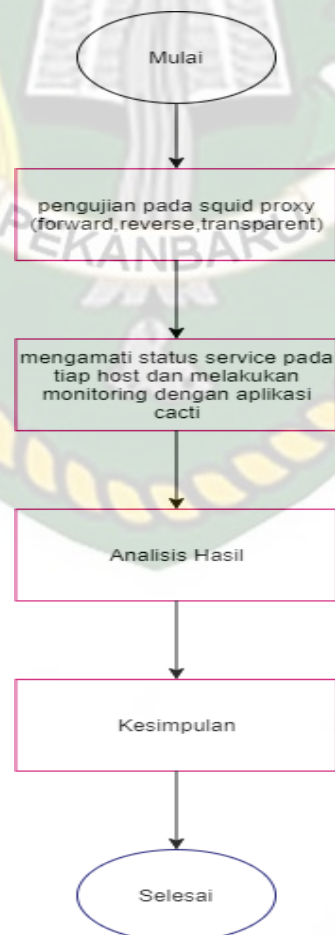 Mulai
pengujian pada squid proxy
(forward,reverse,transparent)
PEKANBARU
mengamati status service pada
tiap host dan melakukan
monitoring dengan aplikasi
cacti
Analisis Hasil
Kesimpulan
Selesai